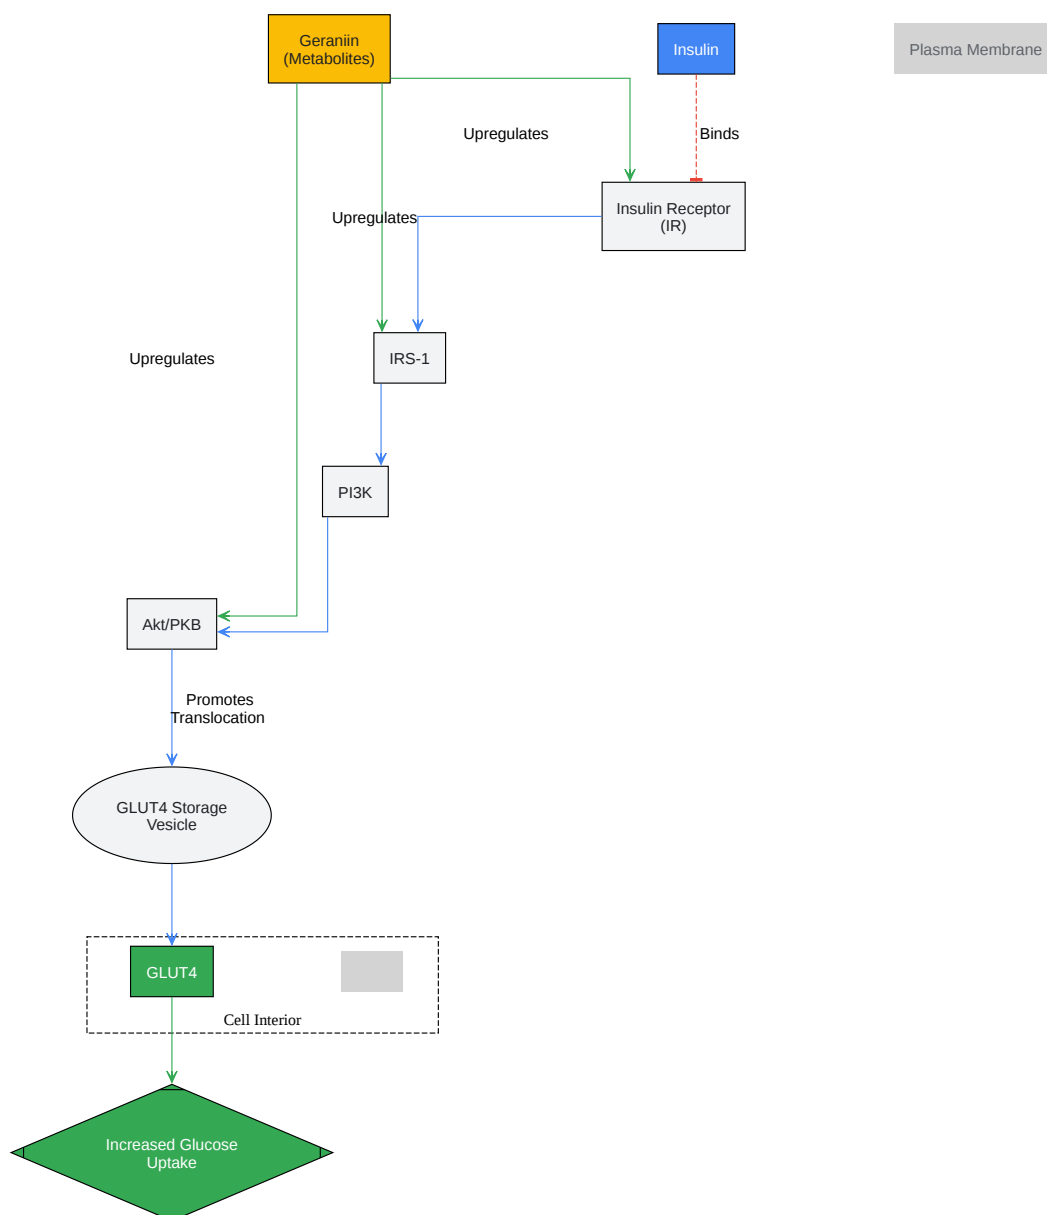 Geraniin
(Metabolites)
Insulin
Plasma Membrane
Upregulates
Binds
Insulin Receptor
(IR)
Upregulates
IRS-1
Upregulates
PI3K
Akt/PKB
Promotes
Translocation
GLUT4 Storage
Vesicle
GLUT4
Cell Interior
Increased Glucose
Uptake